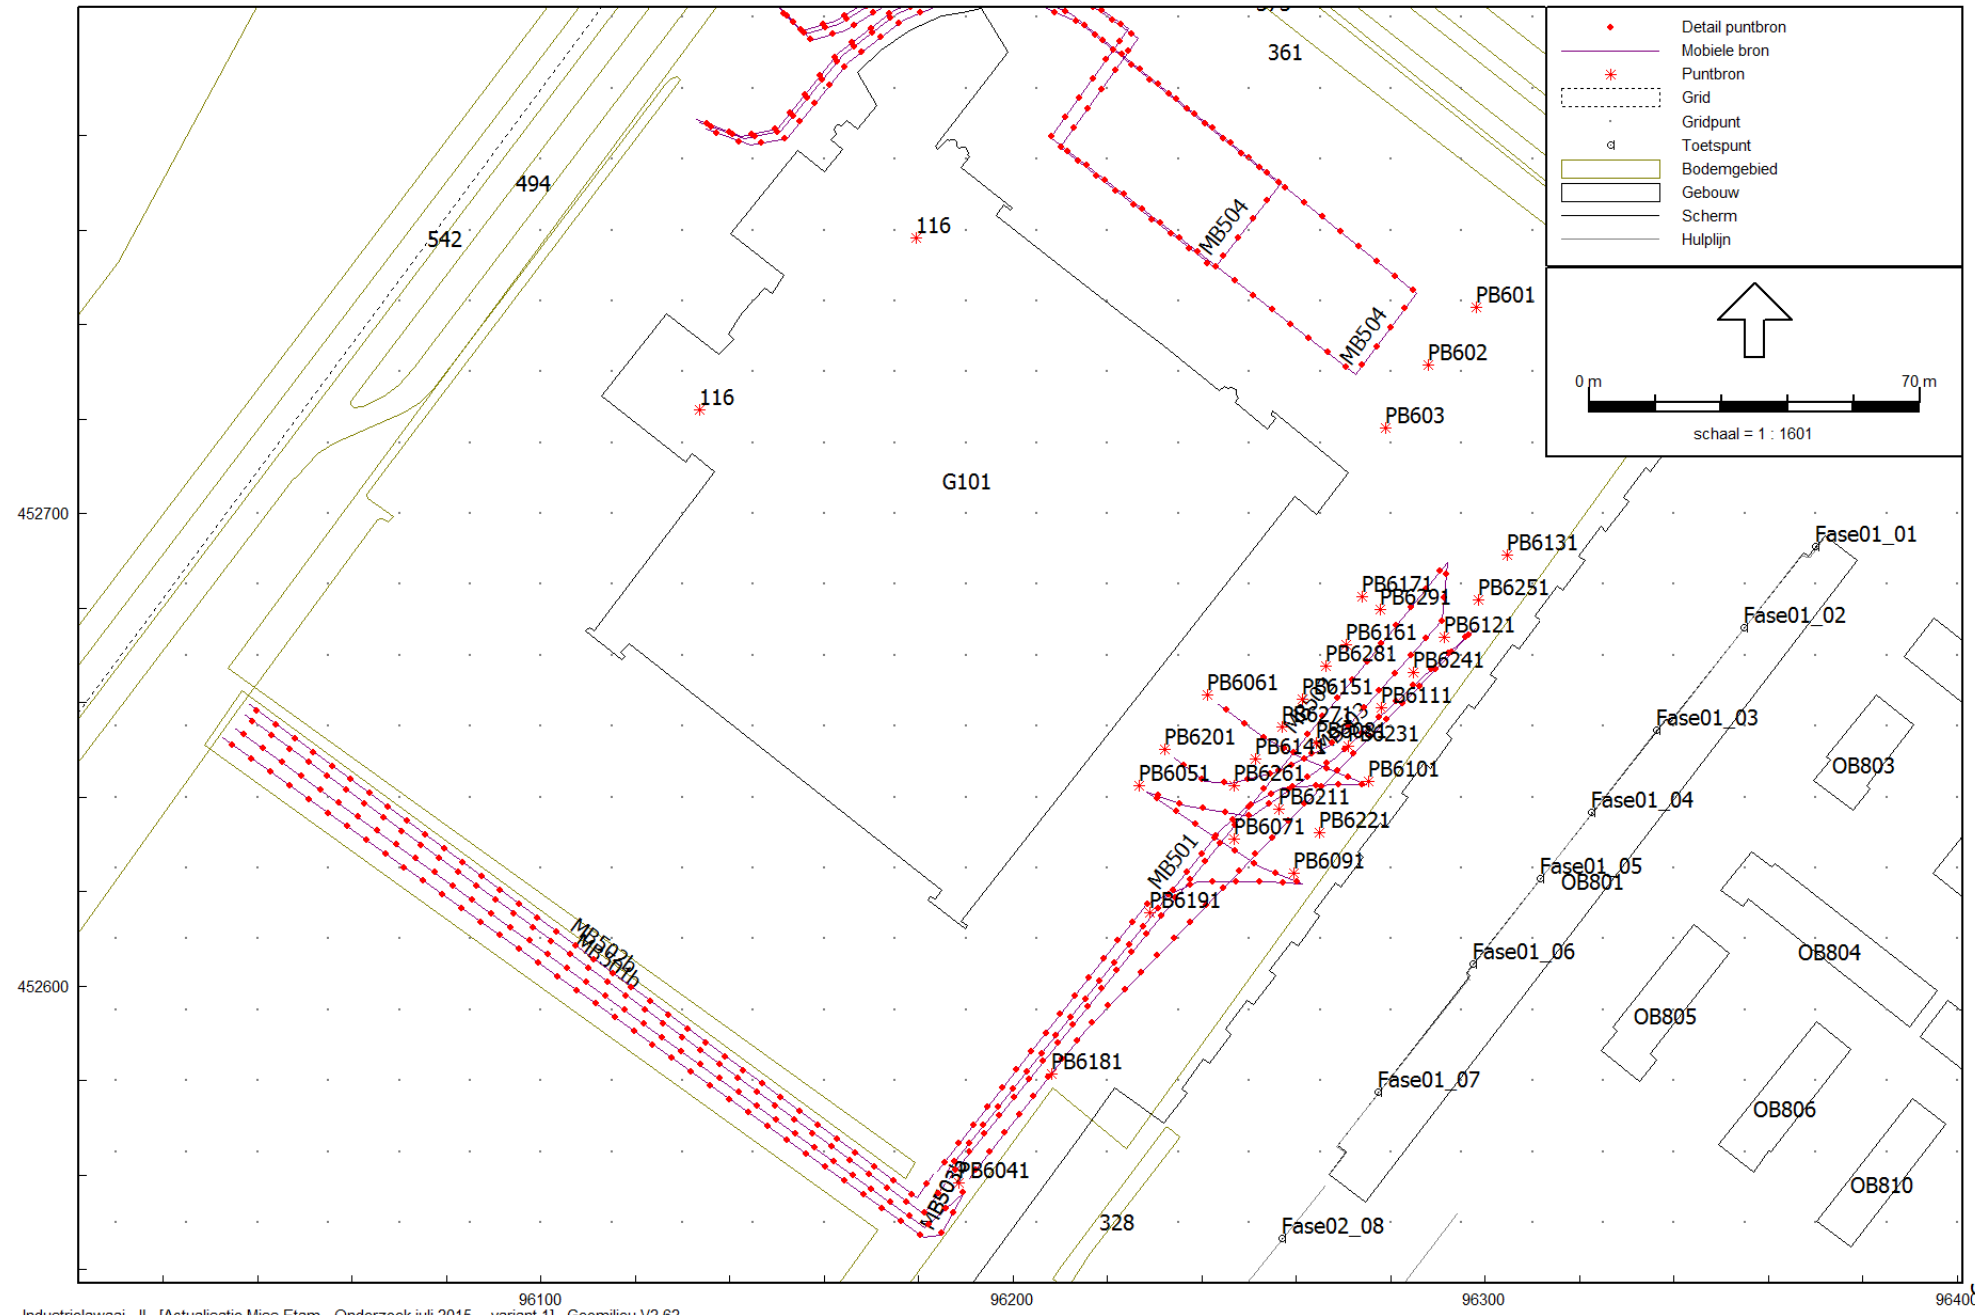 Detail puntbron
Mobiele bron
Puntbron
Grid
Gridpunt
Toetspunt
Bodemgebied
Gebouw
Scherm
Hulplijn
0 m
70 m
schaal = 1 : 1601
361
494
542
116
116
MB504
MB504
PB601
PB602
PB603
G101
452700
PB6131
Fase01_01
PB6171
PB6291
PB6251
Fase01_02
PB6121
PB6161
PB6281
PB6241
PB6061
PB6151
PB6111
PB6271
Fase01_03
PB6231
PB6201
PB6141
OB803
PB6051
PB6261
PB6101
PB6211
Fase01_04
PB6221
PB6071
MB501
PB6091
Fase01_05
OB801
PB6191
MB502b
MB501b
Fase01_06
OB804
452600
OB805
PB6181
Fase01_07
OB806
PB6041
OB810
328
Fase02_08
96100
96200
96300